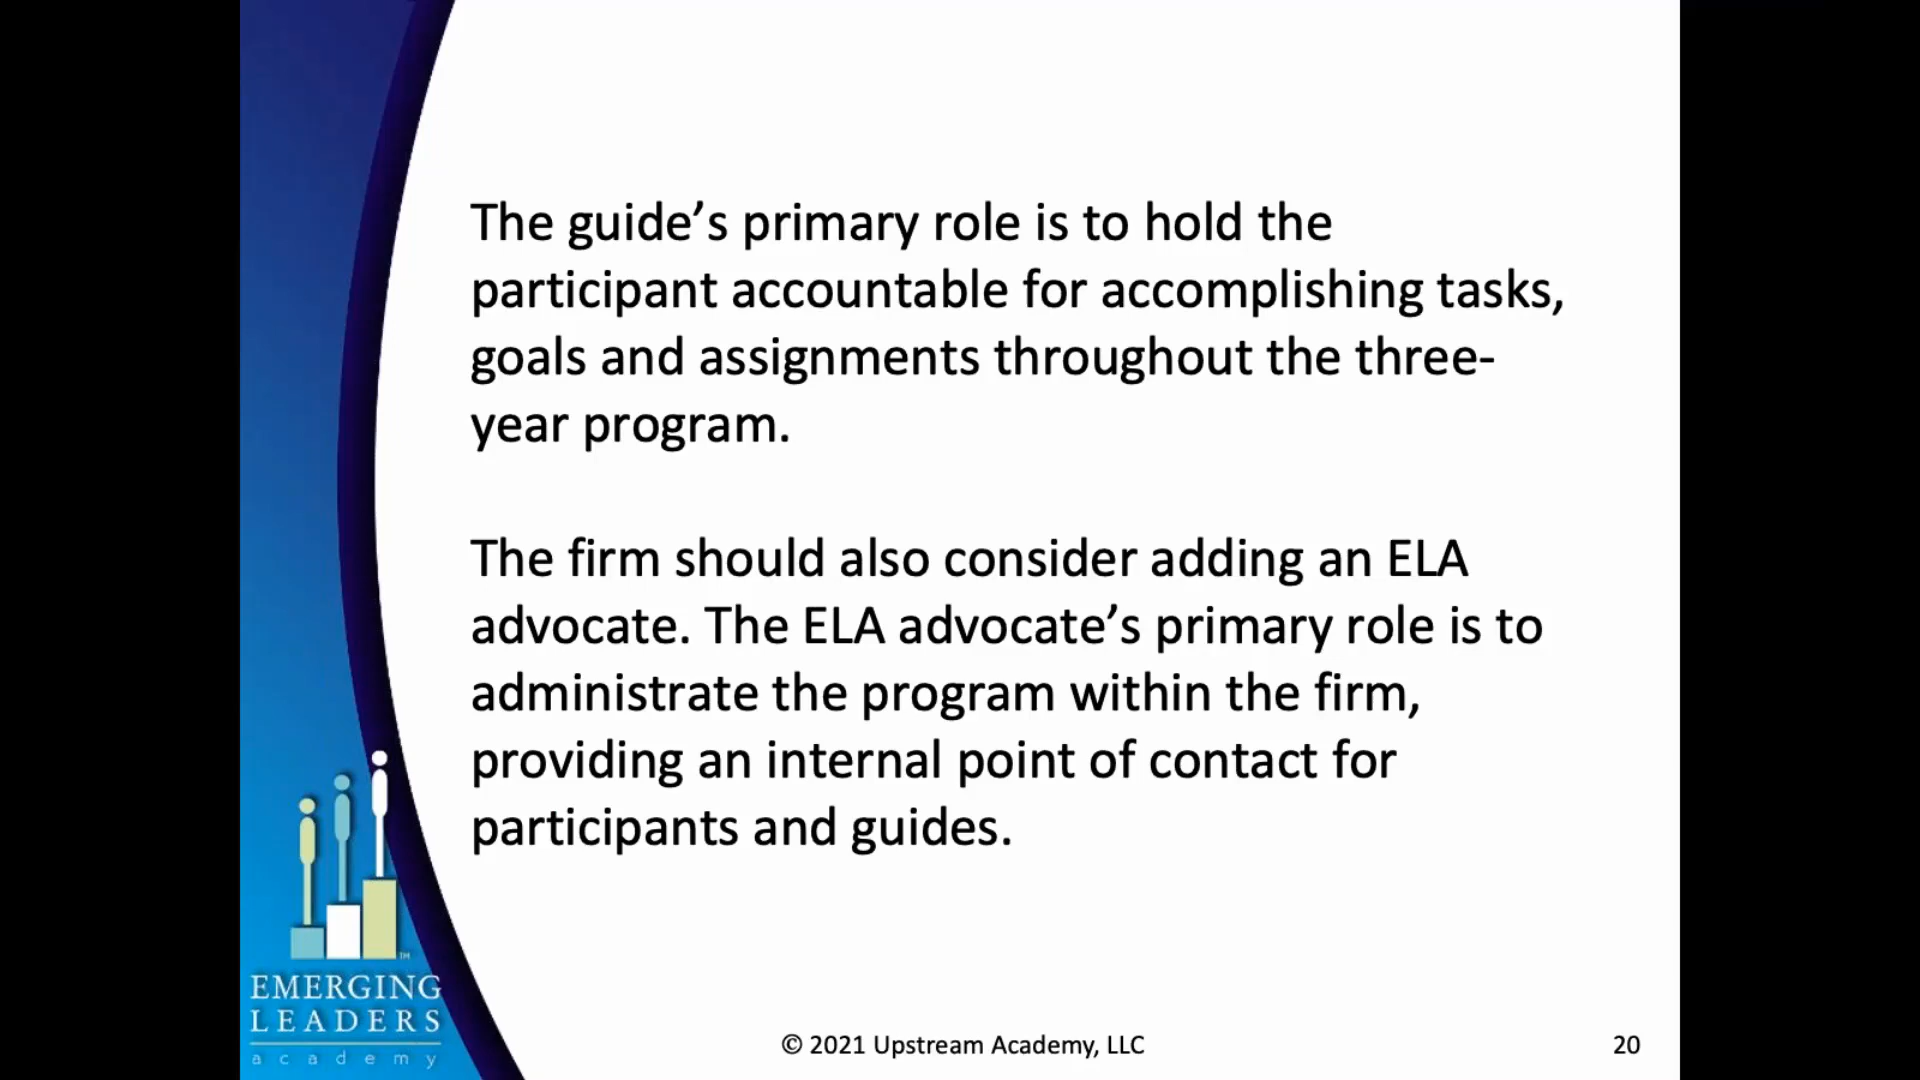 The guide’s primary role is to hold the
participant accountable for accomplishing tasks,
goals and assignments throughout the three-
year program.
The firm should also consider adding an ELA
advocate. The ELA advocate’s primary role is to
administrate the program within the firm,
providing an internal point of contact for
participants and guides.
TM
EMERGING
LEADERS
academy
© 2021 Upstream Academy, LLC
20